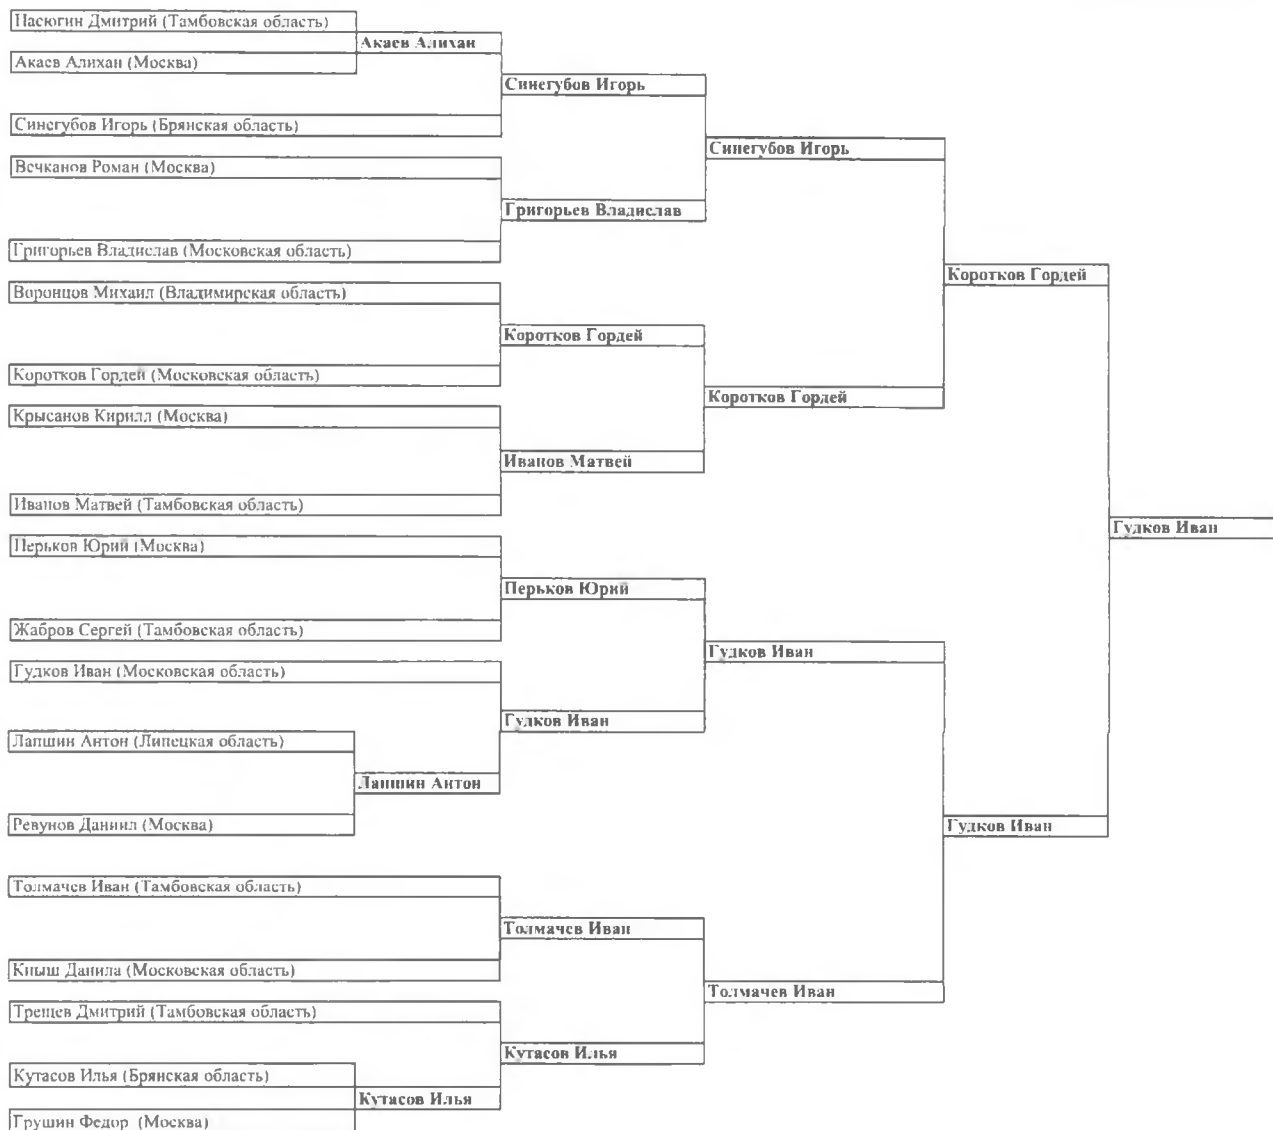 Насюгин Дмитрий (Тамбовская область)
Акаев Алихан
Акаев Алихан (Москва)
Синегубов Игорь
Синегубов Игорь (Брянская область)
Синегубов Игорь
Вечканов Роман (Москва)
Григорьев Владислав
Григорьев Владислав (Московская область)
Коротков Гордей
Воронцов Михаил (Владимирская область)
Коротков Гордей
Коротков Гордей (Московская область)
Коротков Гордей
Крысанов Кирилл (Москва)
Иванов Матвей
Иванов Матвей (Тамбовская область)
Гудков Иван
Перьков Юрий (Москва)
Перьков Юрий
Жабров Сергей (Тамбовская область)
Гудков Иван
Гудков Иван (Московская область)
Гудков Иван
Лапшин Антон (Липецкая область)
Лапшин Антон
Ревунов Даниил (Москва)
Гудков Иван
Толмачев Иван (Тамбовская область)
Толмачев Иван
Кныш Данила (Московская область)
Толмачев Иван
Трещев Дмитрий (Тамбовская область)
Кутасов Илья
Кутасов Илья (Брянская область)
Кутасов Илья
Грушин Федор (Москва)